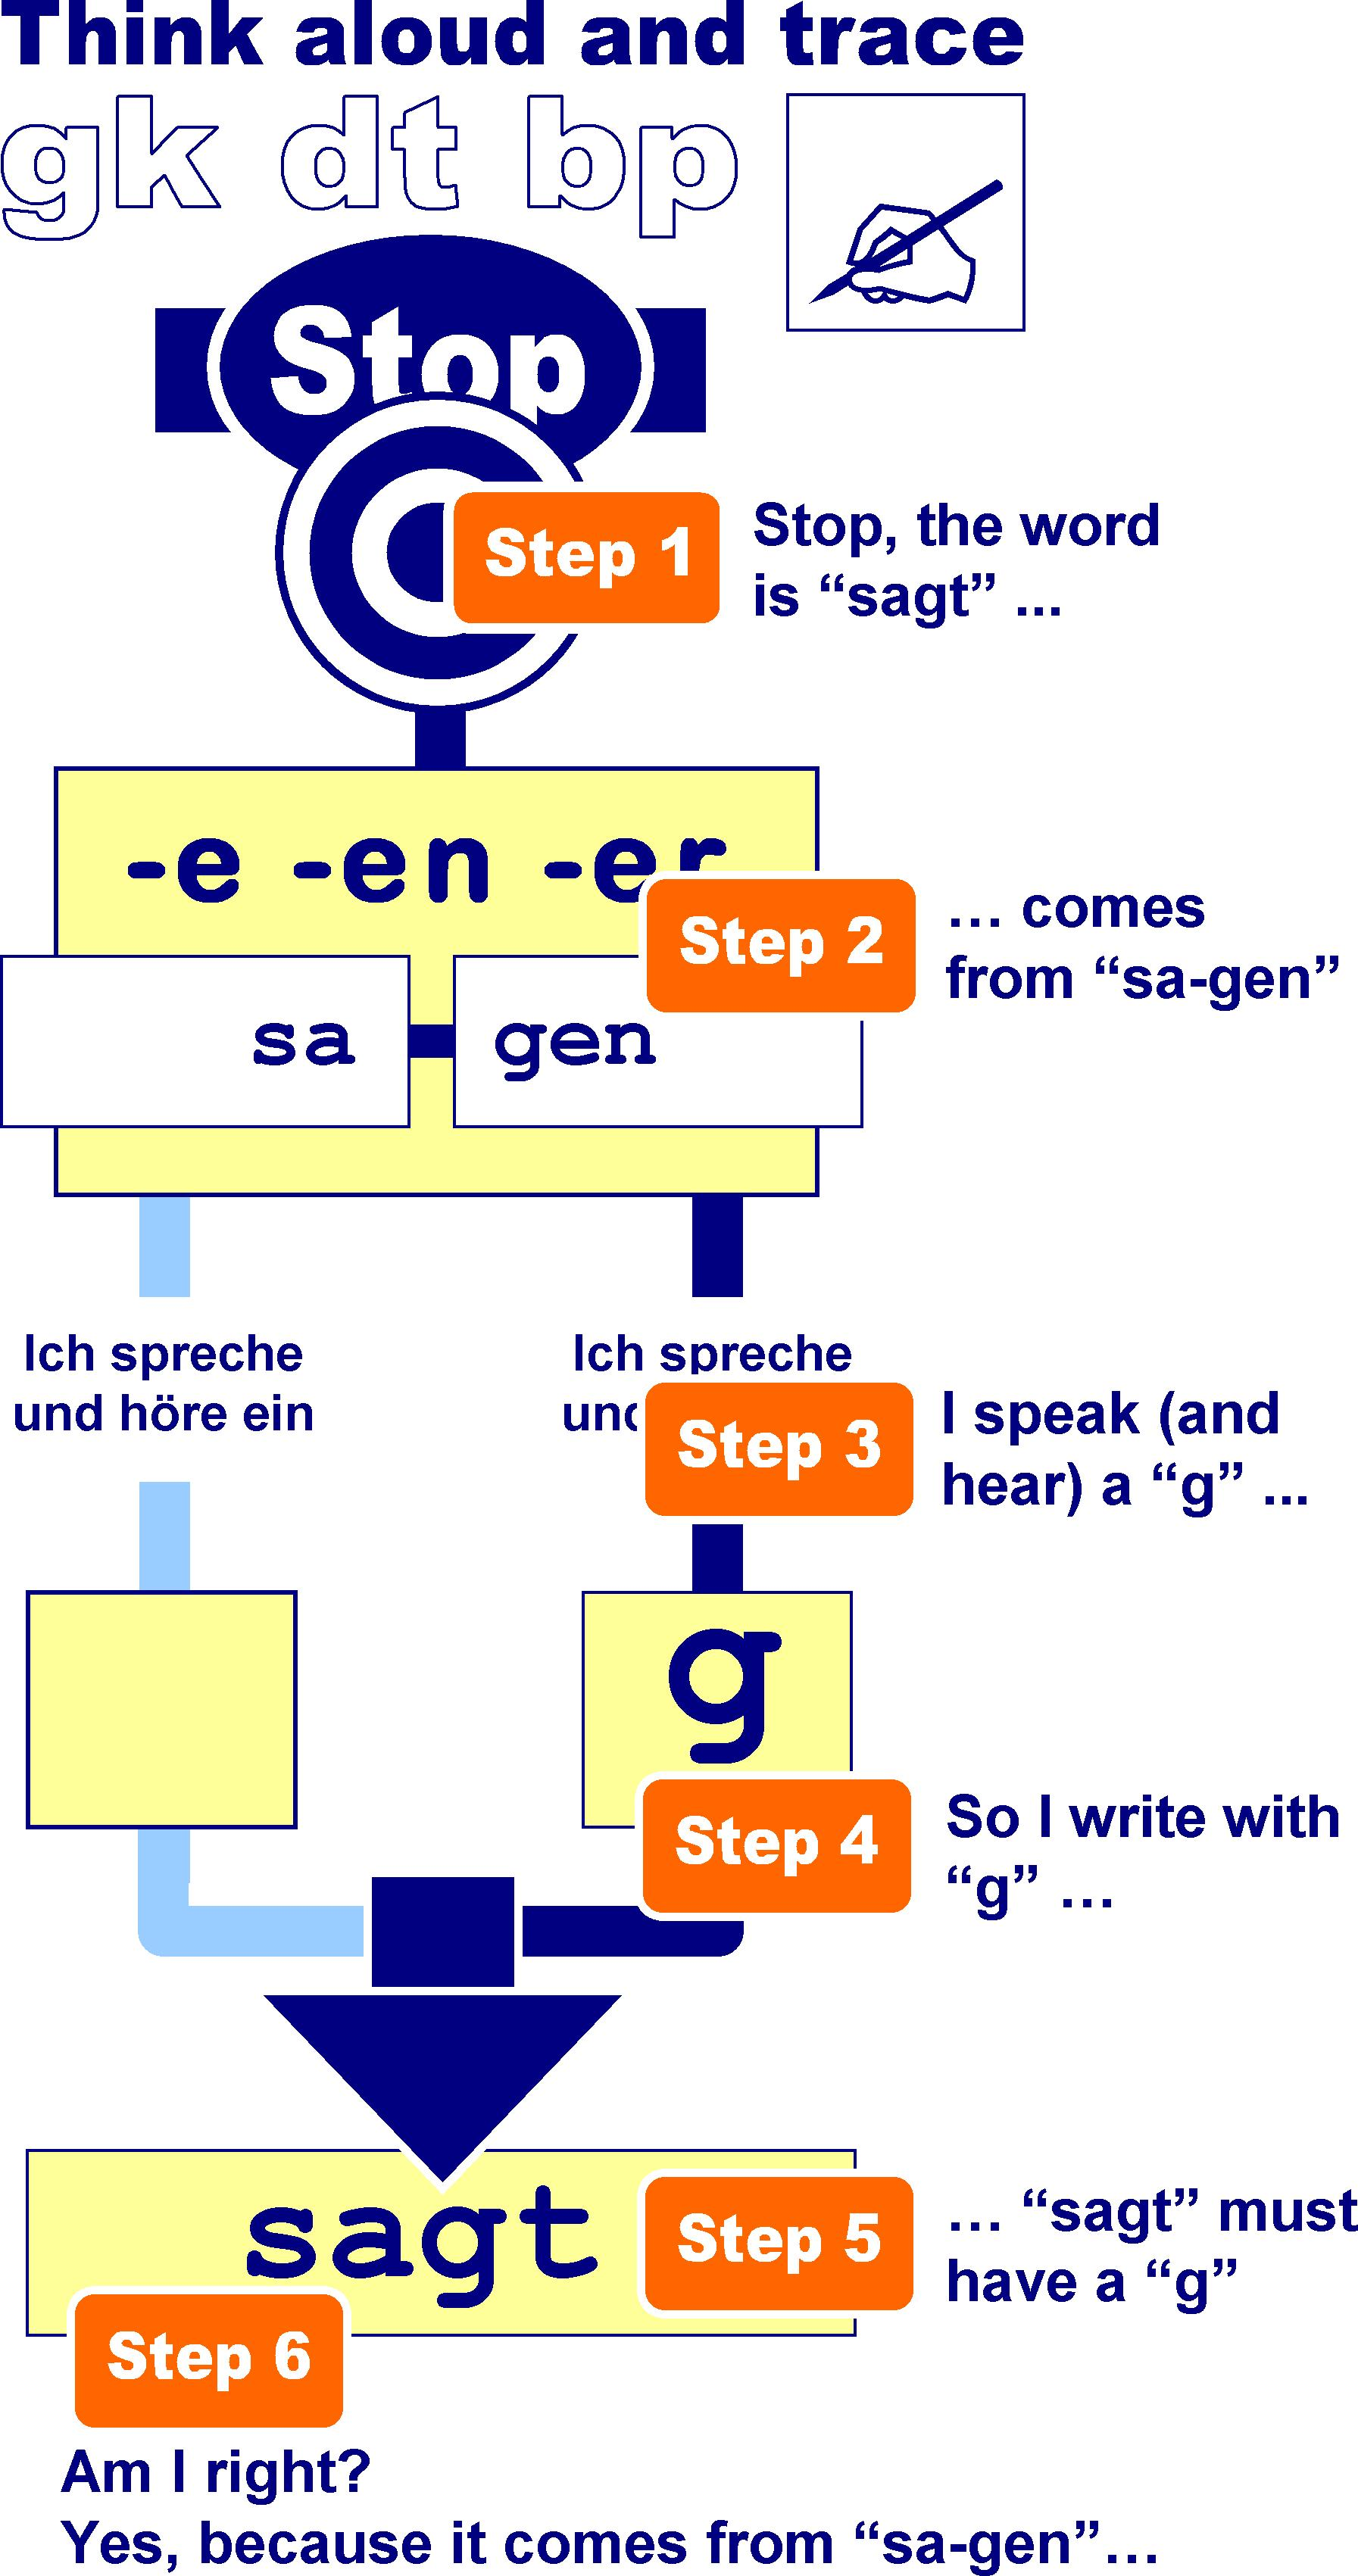 Think aloud and trace
gk dt bp
Stop
Step 1
Stop, the word
is “sagt” ...
-e -en -er
Step 2
… comes
from “sa-gen”
sa gen
Ich spreche
und höre ein
Ich spreche
Step 3
I speak (and
hear) a “g” ...
g
Step 4
So I write with
“g” …
sagt
Step 5
… “sagt” must
have a “g”
Step 6
Am I right?
Yes, because it comes from “sa-gen”…